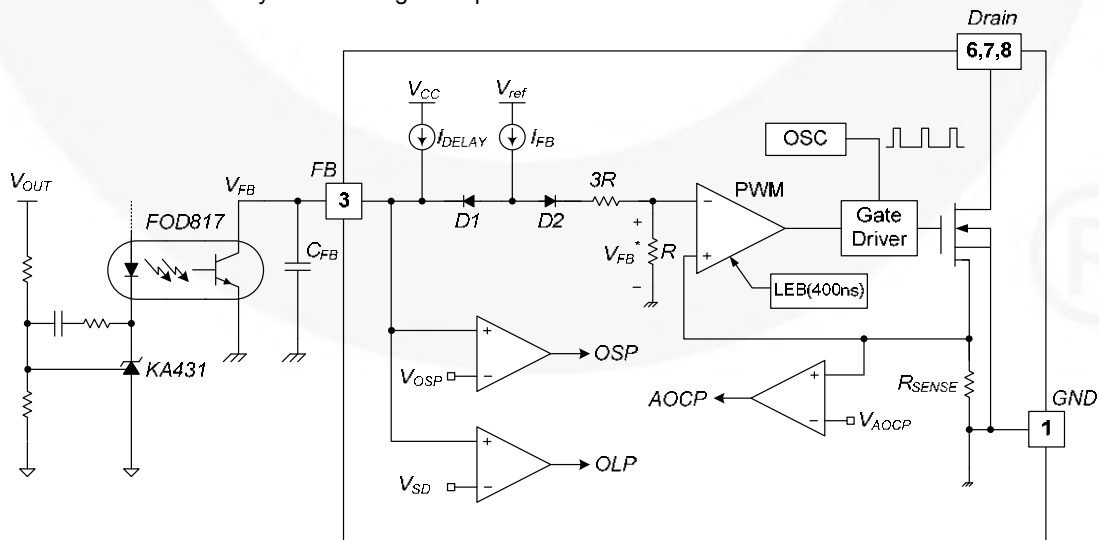 Drain
6,7,8
VCC
Vref
IDELAY
IFB
OSC
FB
3
3R
PWM
VOUT
VFB
FOD817
D1
D2
Gate
Driver
CFB
+
VFB*
−
R
−
+
LEB(400ns)
KA431
+
−
VOSP
OSP
AOCP
+
−
VAOCP
RSENSE
GND
1
+
−
VSD
OLP
R